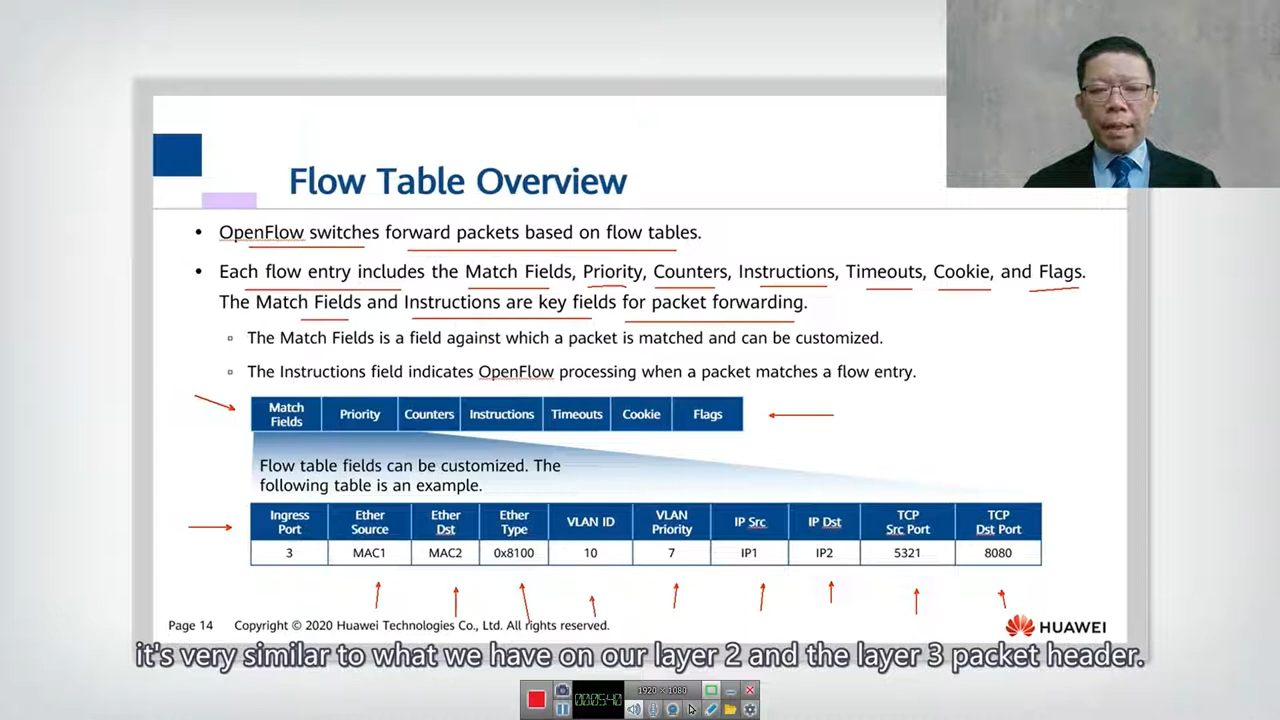 Flow Table Overview
• OpenFlow switches forward packets based on flow tables.
• Each flow entry includes the Match Fields, Priority, Counters, Instructions, Timeouts, Cookie, and Flags.
The Match Fields and Instructions are key fields for packet forwarding.
▫ The Match Fields is a field against which a packet is matched and can be customized.
▫ The Instructions field indicates OpenFlow processing when a packet matches a flow entry.
Match Fields Priority Counters Instructions Timeouts Cookie Flags
Flow table fields can be customized. The
following table is an example.
Ingress Port Ether Source Ether Dst Ether Type VLAN ID VLAN Priority IP Src IP Dst TCP Src Port TCP Dst Port
3 MAC1 MAC2 0x8100 10 7 IP1 IP2 5321 8080
Page 14 Copyright © 2020 Huawei Technologies Co., Ltd. All rights reserved.
HUAWEI
it's very similar to what we have on our layer 2 and the layer 3 packet header.
000:05:40
1920 × 1080